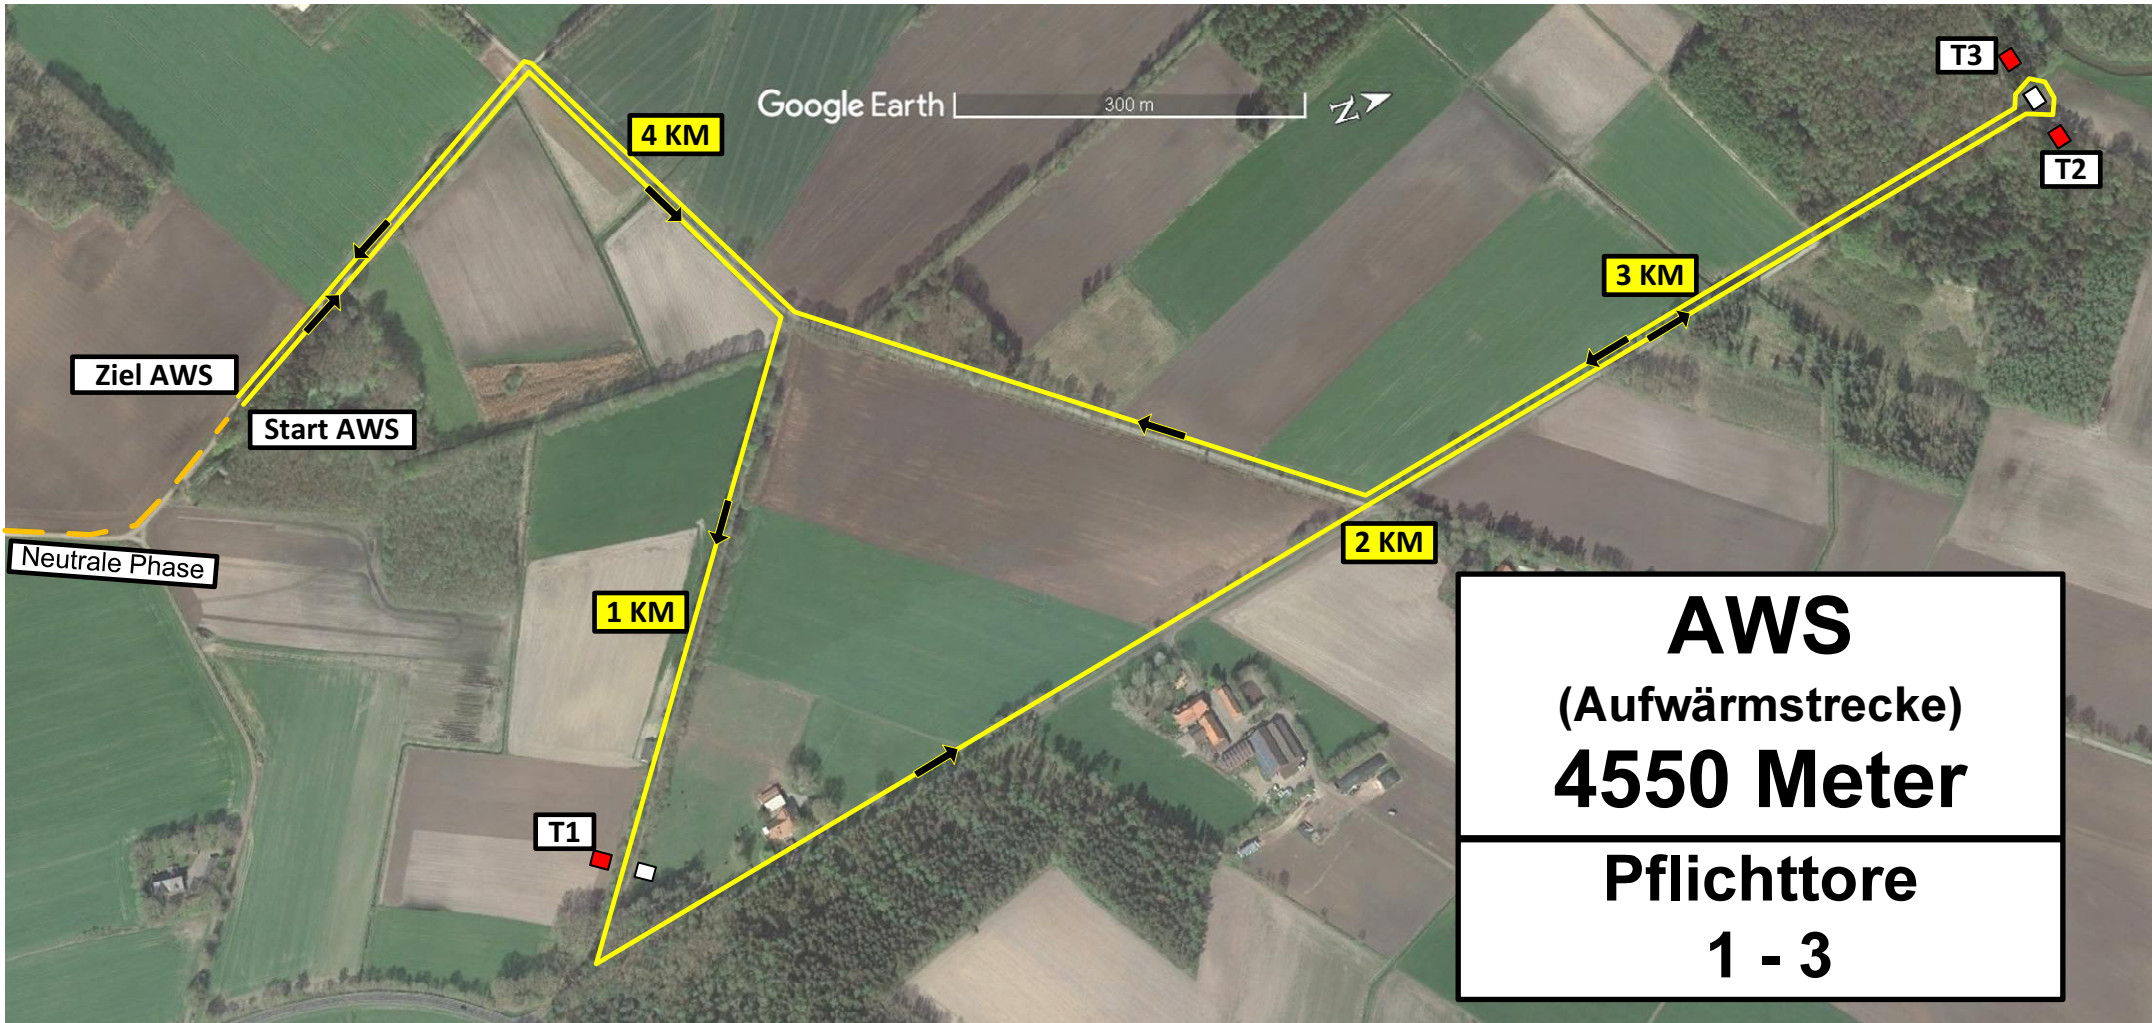 T3
Google Earth
300 m
N
4 KM
T2
3 KM
Ziel AWS
Start AWS
2 KM
Neutrale Phase
1 KM
T1
AWS
(Aufwärmstrecke)
4550 Meter
Pflichttore
1 - 3